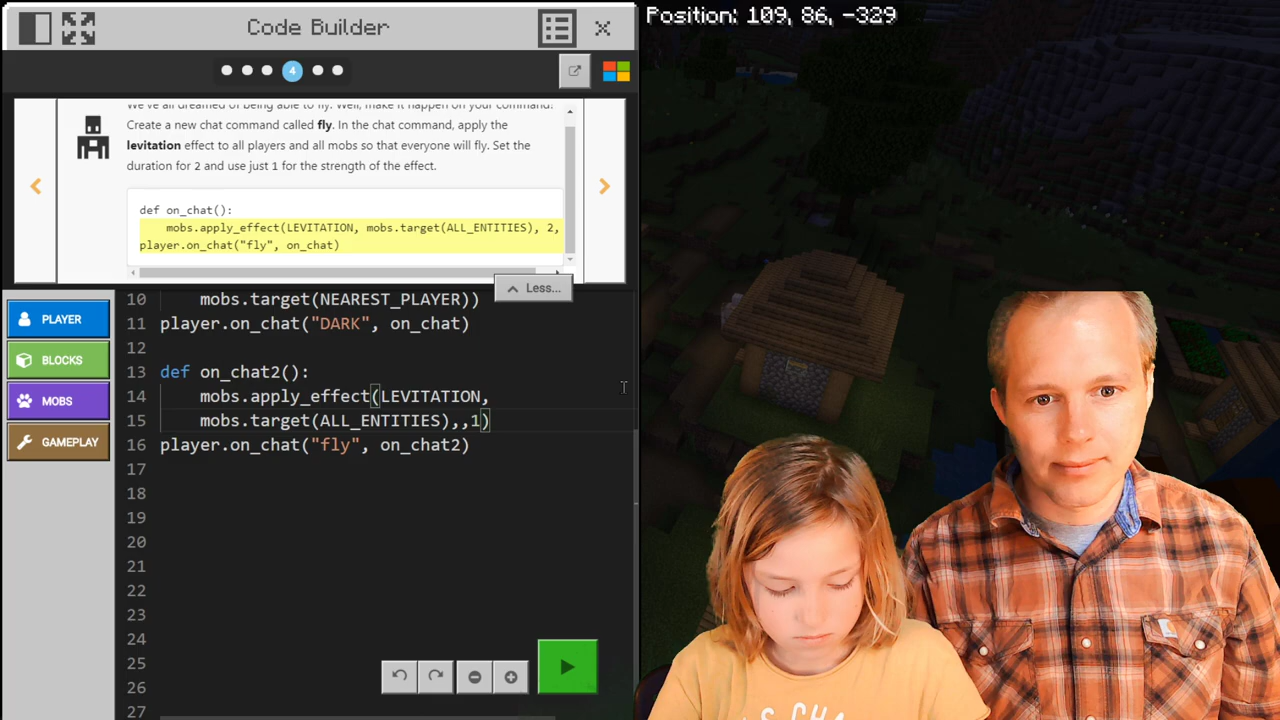 Code Builder
Position: 109, 86, -329
4
We've all dreamed of being able to fly. Well, make it happen on your command!
Create a new chat command called fly. In the chat command, apply the
levitation effect to all players and all mobs so that everyone will fly. Set the
duration for 2 and use just 1 for the strength of the effect.
def on_chat():
mobs.apply_effect(LEVITATION, mobs.target(ALL_ENTITIES), 2,
player.on_chat("fly", on_chat)
Less...
PLAYER
BLOCKS
MOBS
GAMEPLAY
10 mobs.target(NEAREST_PLAYER))
11 player.on_chat("DARK", on_chat)
12
13 def on_chat2():
14 mobs.apply_effect(LEVITATION,
15 mobs.target(ALL_ENTITIES),,1)
16 player.on_chat("fly", on_chat2)
17
18
19
20
21
22
23
24
25
26
27